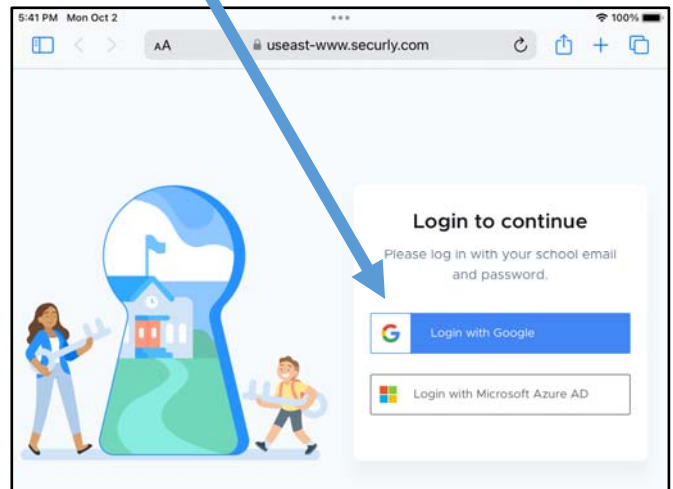 5:41 PM Mon Oct 2
100%
AA
useast-www.securly.com
Login to continue
Please log in with your school email
and password.
Login with Google
Login with Microsoft Azure AD